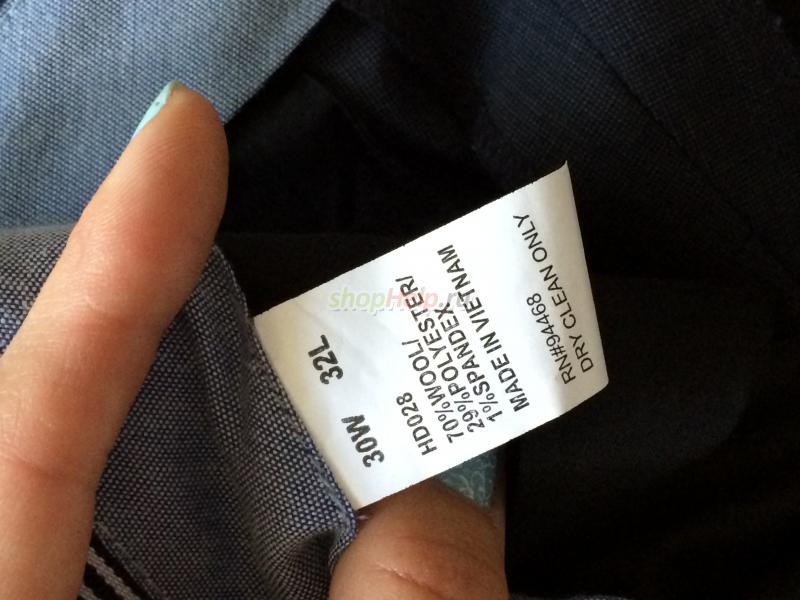 30W 32L
HD028
70%WOOL/
29%POLYESTER/
1%SPANDEX
MADE IN VIETNAM
RN#94468
DRY CLEAN ONLY
shopHelp.ru